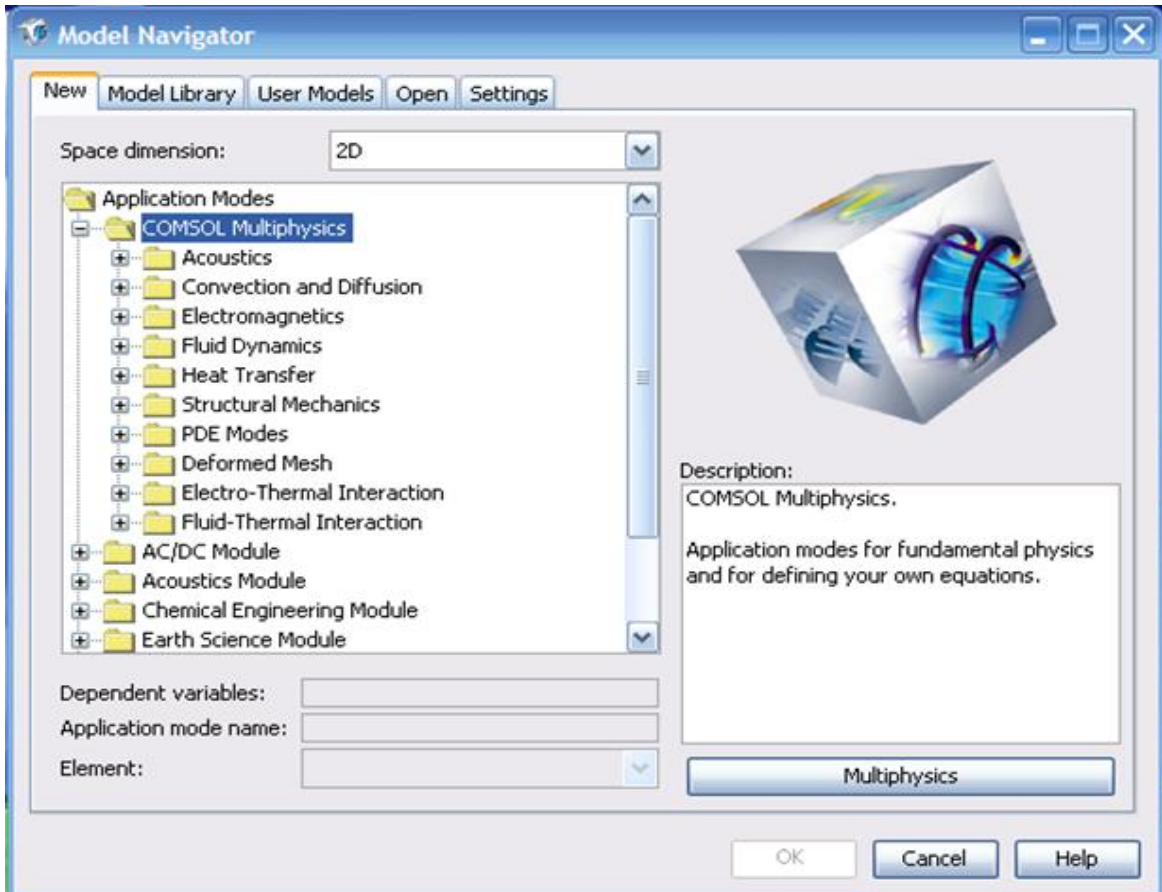 Model Navigator
New Model Library User Models Open Settings
Space dimension: 2D
Application Modes
COMSOL Multiphysics
Acoustics
Convection and Diffusion
Electromagnetics
Fluid Dynamics
Heat Transfer
Structural Mechanics
PDE Modes
Deformed Mesh
Electro-Thermal Interaction
Fluid-Thermal Interaction
AC/DC Module
Acoustics Module
Chemical Engineering Module
Earth Science Module
Dependent variables:
Application mode name:
Element:
Description:
COMSOL Multiphysics.
Application modes for fundamental physics
and for defining your own equations.
Multiphysics
OK Cancel Help